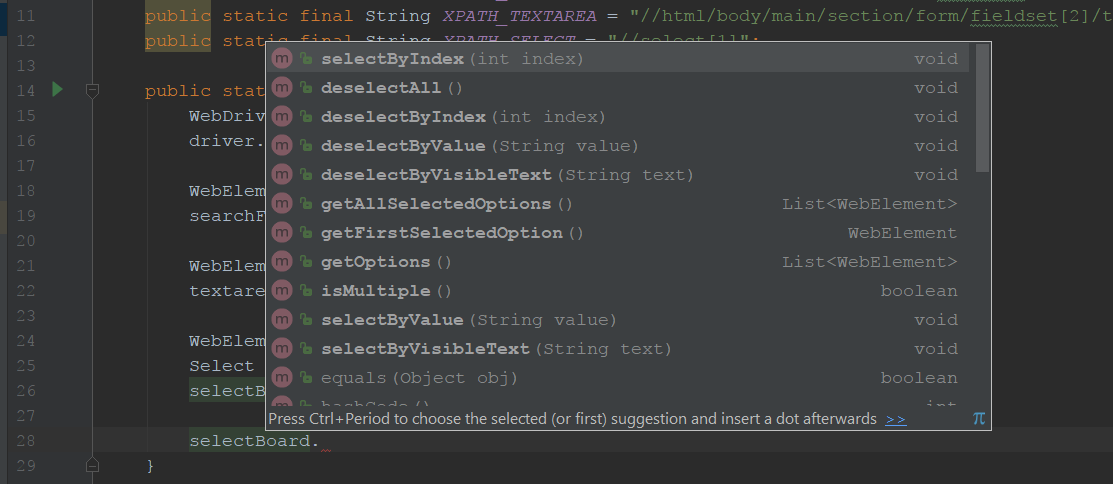 11 public static final String XPATH_TEXTAREA = "//html/body/main/section/form/fieldset[2]/t
12 public static final String XPATH_SELECT = "//select[1]";
13
14 public stat
15 WebDriv
16 driver.
17
18 WebElem
19 searchF
20
21 WebElem
22 textare
23
24 WebElem
25 Select
26 selectB
27
28 selectBoard.
29 }
m selectByIndex(int index) void
m deselectAll() void
m deselectByIndex(int index) void
m deselectByValue(String value) void
m deselectByVisibleText(String text) void
m getAllSelectedOptions() List<WebElement>
m getFirstSelectedOption() WebElement
m getOptions() List<WebElement>
m isMultiple() boolean
m selectByValue(String value) void
m selectByVisibleText(String text) void
m equals(Object obj) boolean
m hashCode() int
Press Ctrl+Period to choose the selected (or first) suggestion and insert a dot afterwards >> π